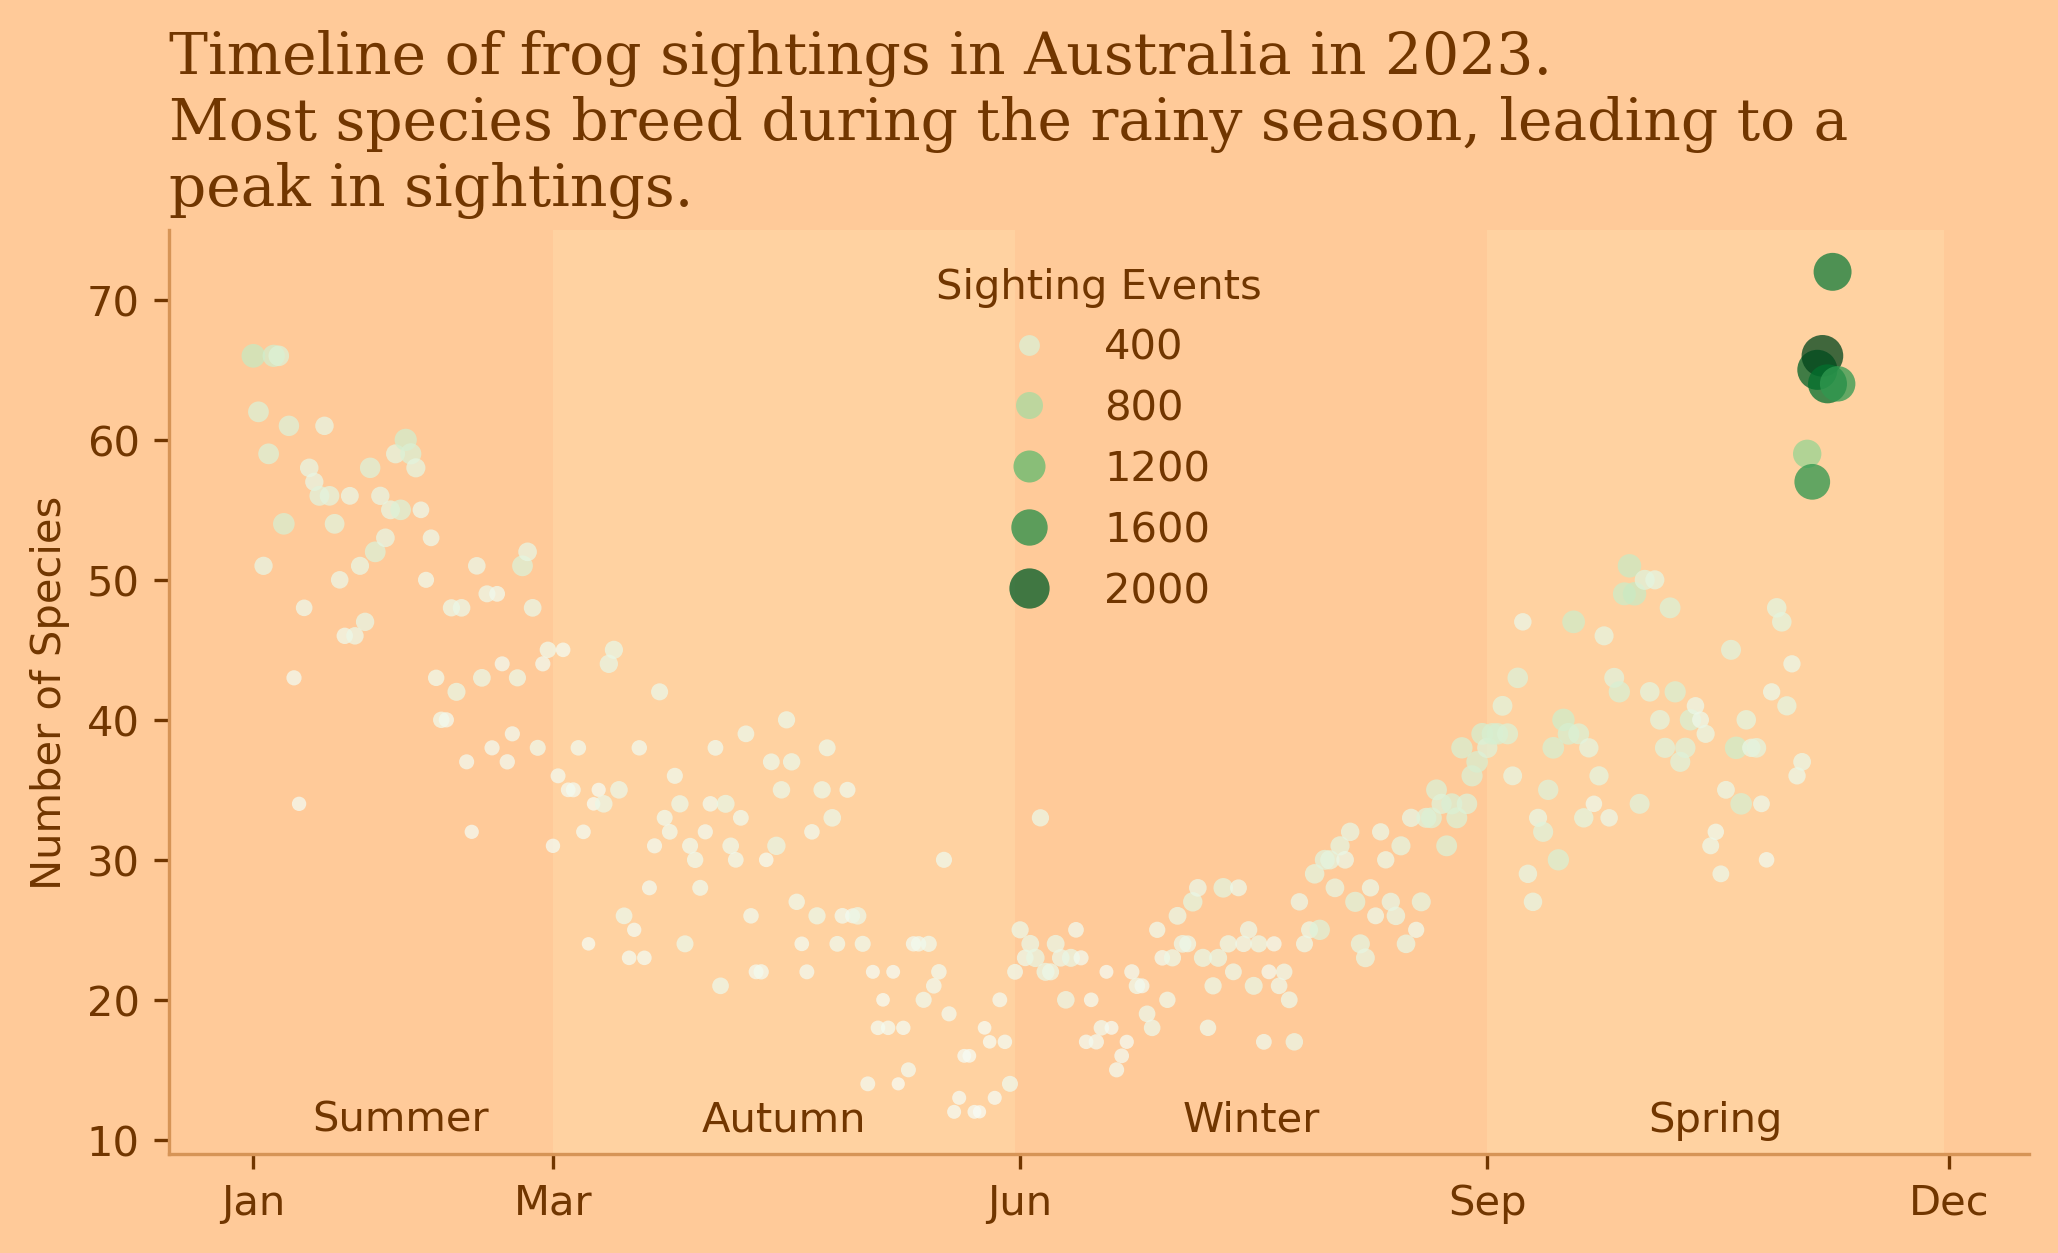 Timeline of frog sightings in Australia in 2023.
Most species breed during the rainy season, leading to a
peak in sightings.
Number of Species
70
60
50
40
30
20
10
Sighting Events
400
800
1200
1600
2000
Summer
Autumn
Winter
Spring
Jan
Mar
Jun
Sep
Dec